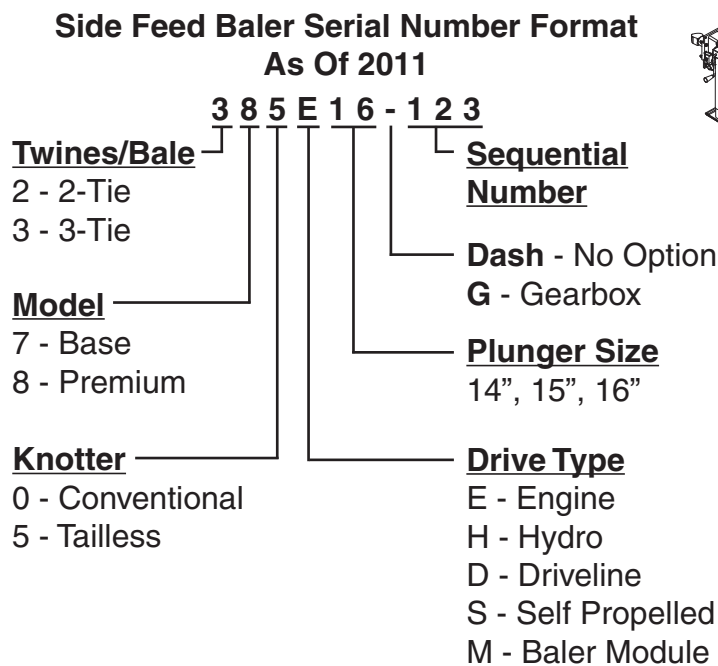 Side Feed Baler Serial Number Format
As Of 2011
3 8 5 E 1 6 - 1 2 3
Twines/Bale
2 - 2-Tie
3 - 3-Tie
Model
7 - Base
8 - Premium
Knotter
0 - Conventional
5 - Tailless
Sequential
Number
Dash - No Option
G - Gearbox
Plunger Size
14”, 15”, 16”
Drive Type
E - Engine
H - Hydro
D - Driveline
S - Self Propelled
M - Baler Module